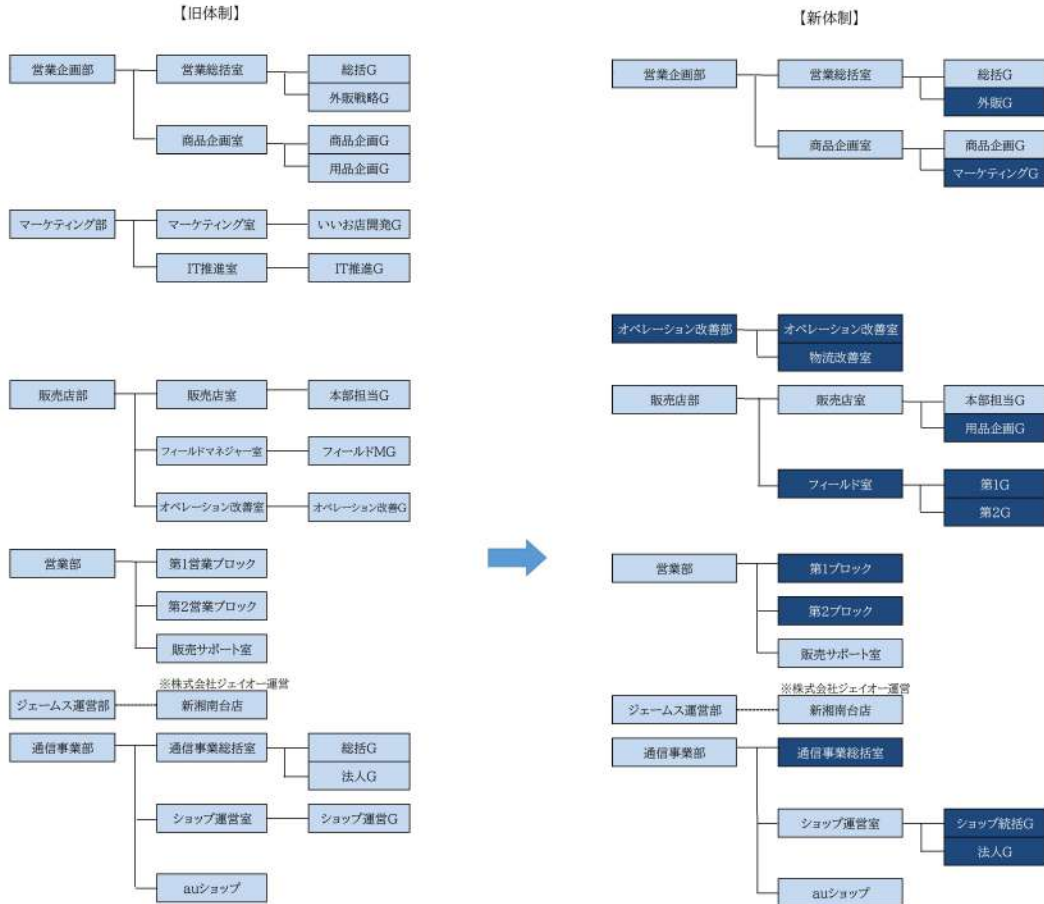 【旧体制】
営業企画部
営業総括室
総括G
外販戦略G
商品企画室
商品企画G
用品企画G
マーケティング部
マーケティング室
いいお店開発G
IT推進室
IT推進G
販売店部
販売店室
本部担当G
フィールドマネジャー室
フィールドMG
オペレーション改善室
オペレーション改善G
営業部
第1営業ブロック
第2営業ブロック
販売サポート室
※株式会社ジェイオー運営
ジェームス運営部
新湘南台店
通信事業部
通信事業総括室
総括G
法人G
ショップ運営室
ショップ運営G
auショップ
【新体制】
営業企画部
営業総括室
総括G
外販G
商品企画室
商品企画G
マーケティングG
オペレーション改善部
オペレーション改善室
物流改善室
販売店部
販売店室
本部担当G
用品企画G
フィールド室
第1G
第2G
営業部
第1ブロック
第2ブロック
販売サポート室
※株式会社ジェイオー運営
ジェームス運営部
新湘南台店
通信事業部
通信事業総括室
ショップ運営室
ショップ統括G
法人G
auショップ